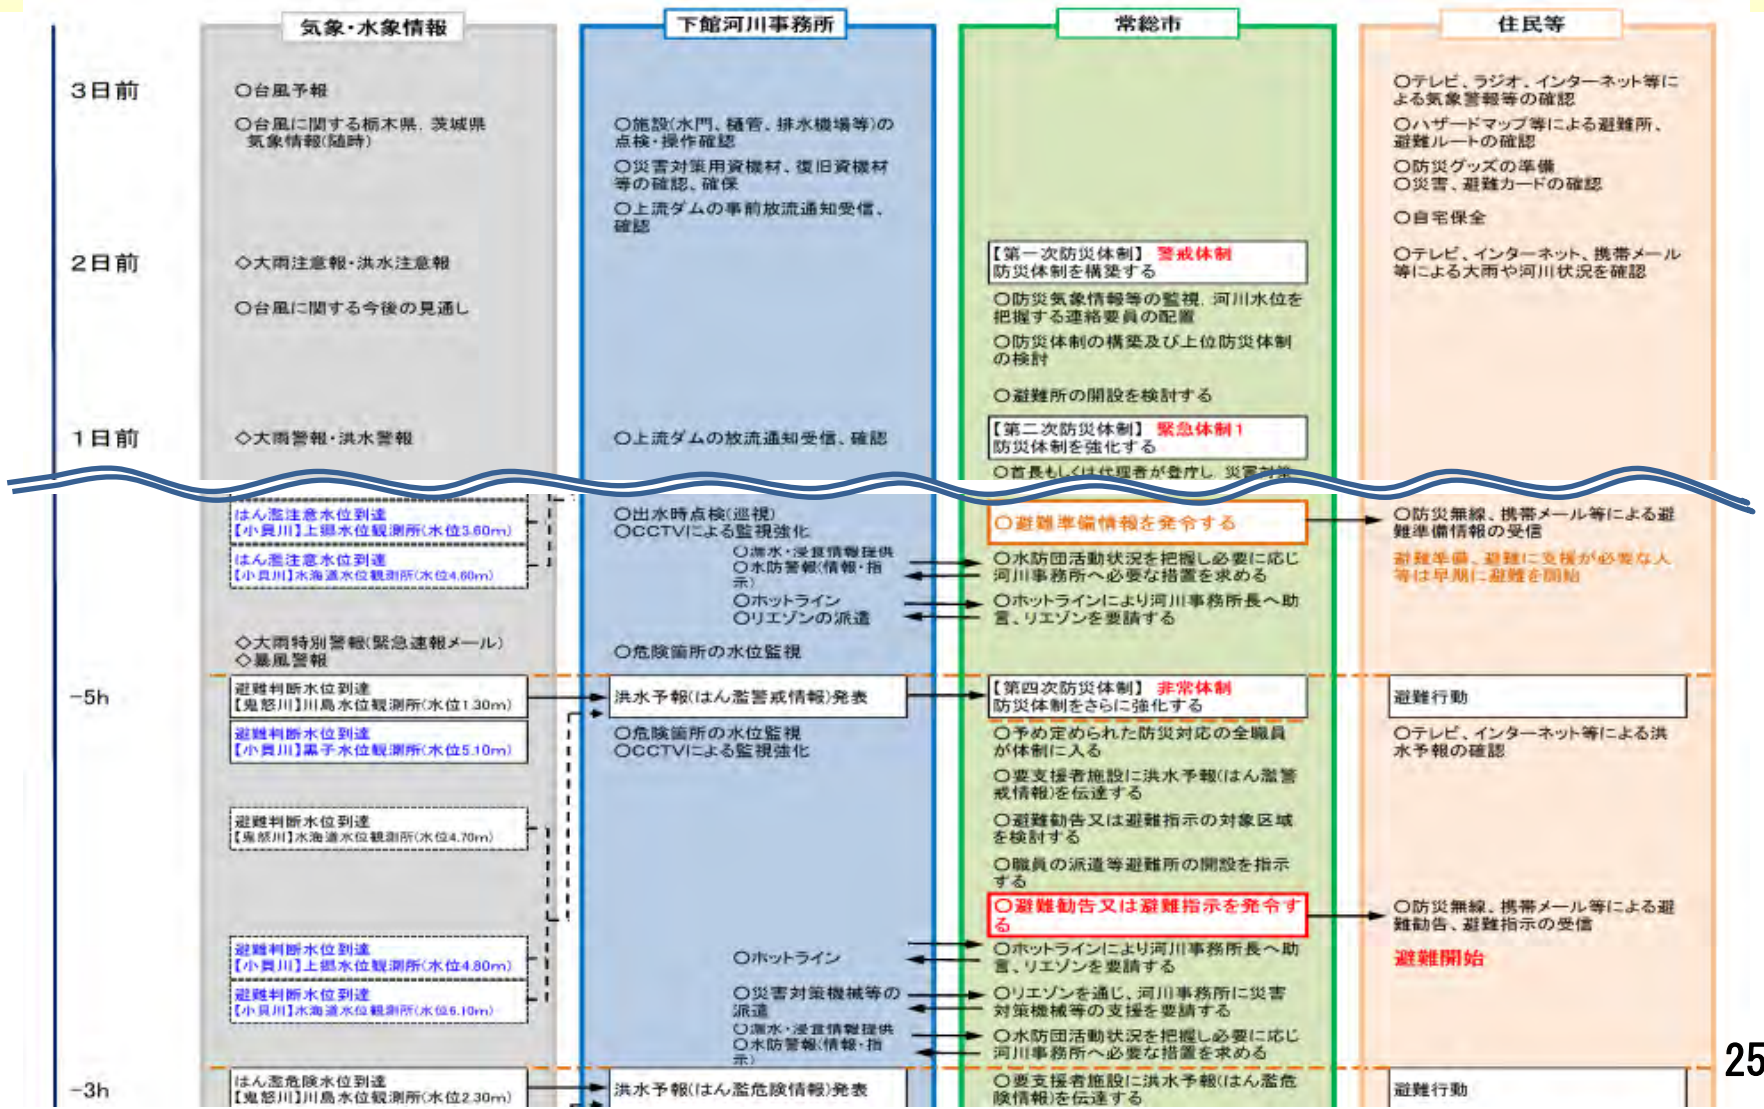 気象・水象情報
下館河川事務所
常総市
住民等
3日前
○台風予報
○台風に関する栃木県、茨城県
気象情報(随時)
○施設(水門、樋管、排水機場等)の
点検・操作確認
○災害対策用資機材、復旧資機材
等の確認、確保
○上流ダムの事前放流通知受信、
確認
○テレビ、ラジオ、インターネット等に
よる気象警報等の確認
○ハザードマップ等による避難所、
避難ルートの確認
○防災グッズの準備
○災害、避難カードの確認
○自宅保全
2日前
◇大雨注意報・洪水注意報
○台風に関する今後の見通し
【第一次防災体制】 警戒体制
防災体制を構築する
○防災気象情報等の監視、河川水位を
把握する連絡要員の配置
○防災体制の構築及び上位防災体制
の検討
○避難所の開設を検討する
○テレビ、インターネット、携帯メール
等による大雨や河川状況を確認
1日前
◇大雨警報・洪水警報
○上流ダムの放流通知受信、確認
【第二次防災体制】 緊急体制1
防災体制を強化する
○首長もしくは代理者が登庁し、災害対策
はん濫注意水位到達
【小貝川】上郷水位観測所(水位3.60m)
はん濫注意水位到達
【小貝川】水海道水位観測所(水位4.60m)
◇大雨特別警報(緊急速報メール)
◇暴風警報
○出水時点検(巡視)
○CCTVによる監視強化
○漏水・浸食情報提供
○水防警報(情報・指
示)
○ホットライン
○リエゾンの派遣
○危険箇所の水位監視
○避難準備情報を発令する
○水防団活動状況を把握し必要に応じ
河川事務所へ必要な措置を求める
○ホットラインにより河川事務所長へ助
言、リエゾンを要請する
○防災無線、携帯メール等による避
難準備情報の受信
避難準備、避難に支援が必要な人
等は早期に避難を開始
-5h
避難判断水位到達
【鬼怒川】川島水位観測所(水位1.30m)
避難判断水位到達
【小貝川】黒子水位観測所(水位5.10m)
避難判断水位到達
【鬼怒川】水海道水位観測所(水位4.70m)
避難判断水位到達
【小貝川】上郷水位観測所(水位4.80m)
避難判断水位到達
【小貝川】水海道水位観測所(水位6.10m)
洪水予報(はん濫警戒情報)発表
○危険箇所の水位監視
○CCTVによる監視強化
○ホットライン
○災害対策機械等の
派遣
○漏水・浸食情報提供
○水防警報(情報・指
示)
【第四次防災体制】 非常体制
防災体制をさらに強化する
○予め定められた防災対応の全職員
が体制に入る
○要支援者施設に洪水予報(はん濫警
戒情報)を伝達する
○避難勧告又は避難指示の対象区域
を検討する
○職員の派遣等避難所の開設を指示
する
○避難勧告又は避難指示を発令す
る
○ホットラインにより河川事務所長へ助
言、リエゾンを要請する
○リエゾンを通じ、河川事務所に災害
対策機械等の支援を要請する
○水防団活動状況を把握し必要に応じ
河川事務所へ必要な措置を求める
避難行動
○テレビ、インターネット等による洪
水予報の確認
○防災無線、携帯メール等による避
難勧告、避難指示の受信
避難開始
25
-3h
はん濫危険水位到達
【鬼怒川】川島水位観測所(水位2.30m)
洪水予報(はん濫危険情報)発表
○要支援者施設に洪水予報(はん濫危
険情報)を伝達する
避難行動